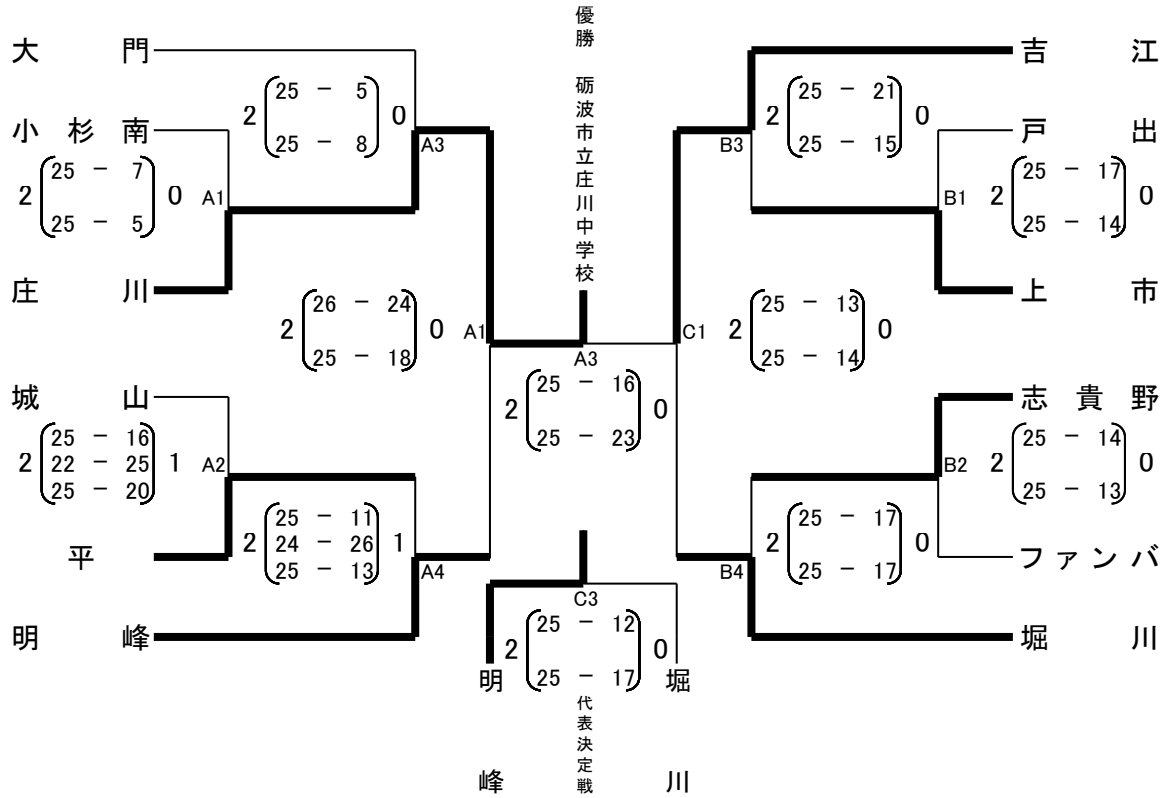 優勝 砺波市立庄川中学校
大門
2 25 － 5 0
25 － 8
A3
小杉南
2 25 － 7 0
25 － 5
A1
庄川
2 26 － 24 0
25 － 18
A1
城山
2 25 － 16 1
22 － 25
25 － 20
A2
平
2 25 － 11 1
24 － 26
25 － 13
A4
明峰
A3
2 25 － 16 0
25 － 23
C3
2 25 － 12 0
25 － 17
明峰
堀川
代表決定戦
吉江
2 25 － 21 0
25 － 15
B3
戸出
2 25 － 17 0
25 － 14
B1
上市
C1
2 25 － 13 0
25 － 14
志貴野
2 25 － 14 0
25 － 13
B2
ファンバ
2 25 － 17 0
25 － 17
B4
堀川